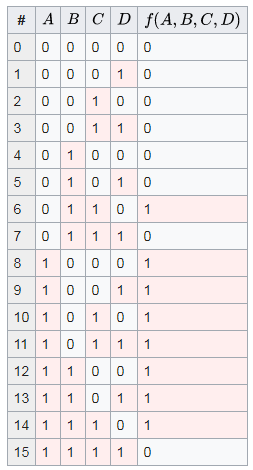 # A B C D f(A, B, C, D)
0 0 0 0 0 0
1 0 0 0 1 0
2 0 0 1 0 0
3 0 0 1 1 0
4 0 1 0 0 0
5 0 1 0 1 0
6 0 1 1 0 1
7 0 1 1 1 0
8 1 0 0 0 1
9 1 0 0 1 1
10 1 0 1 0 1
11 1 0 1 1 1
12 1 1 0 0 1
13 1 1 0 1 1
14 1 1 1 0 1
15 1 1 1 1 0